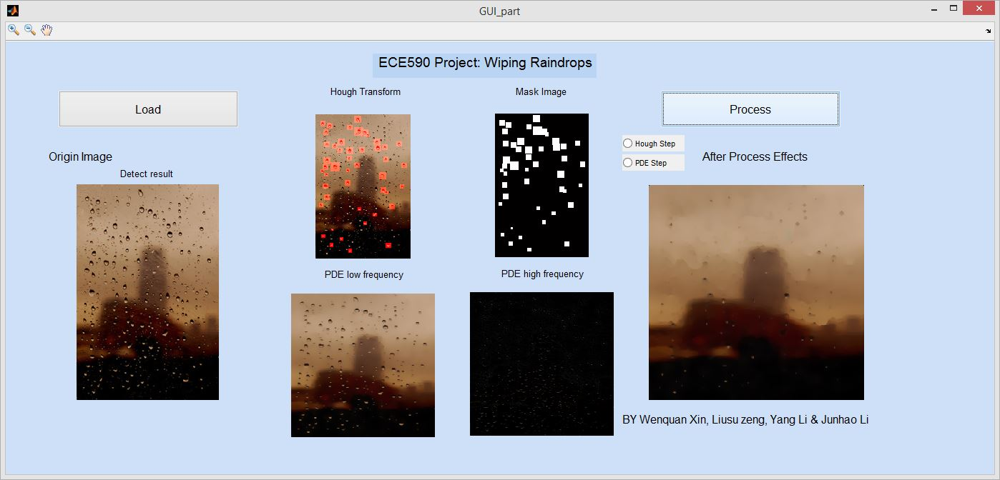 GUI_part
ECE590 Project: Wiping Raindrops
Load
Hough Transform
Mask Image
Process
Origin Image
Detect result
Hough Step
PDE Step
After Process Effects
PDE low frequency
PDE high frequency
BY Wenquan Xin, Liusu zeng, Yang Li & Junhao Li